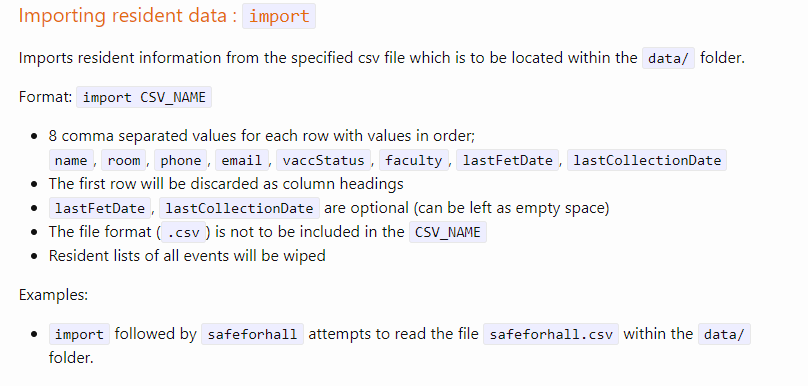 Importing resident data : import
Imports resident information from the specified csv file which is to be located within the data/ folder.
Format: import CSV_NAME
• 8 comma separated values for each row with values in order;
name, room, phone, email, vaccStatus, faculty, lastFetDate, lastCollectionDate
• The first row will be discarded as column headings
• lastFetDate, lastCollectionDate are optional (can be left as empty space)
• The file format (.csv) is not to be included in the CSV_NAME
• Resident lists of all events will be wiped
Examples:
• import followed by safeforhall attempts to read the file safeforhall.csv within the data/
folder.